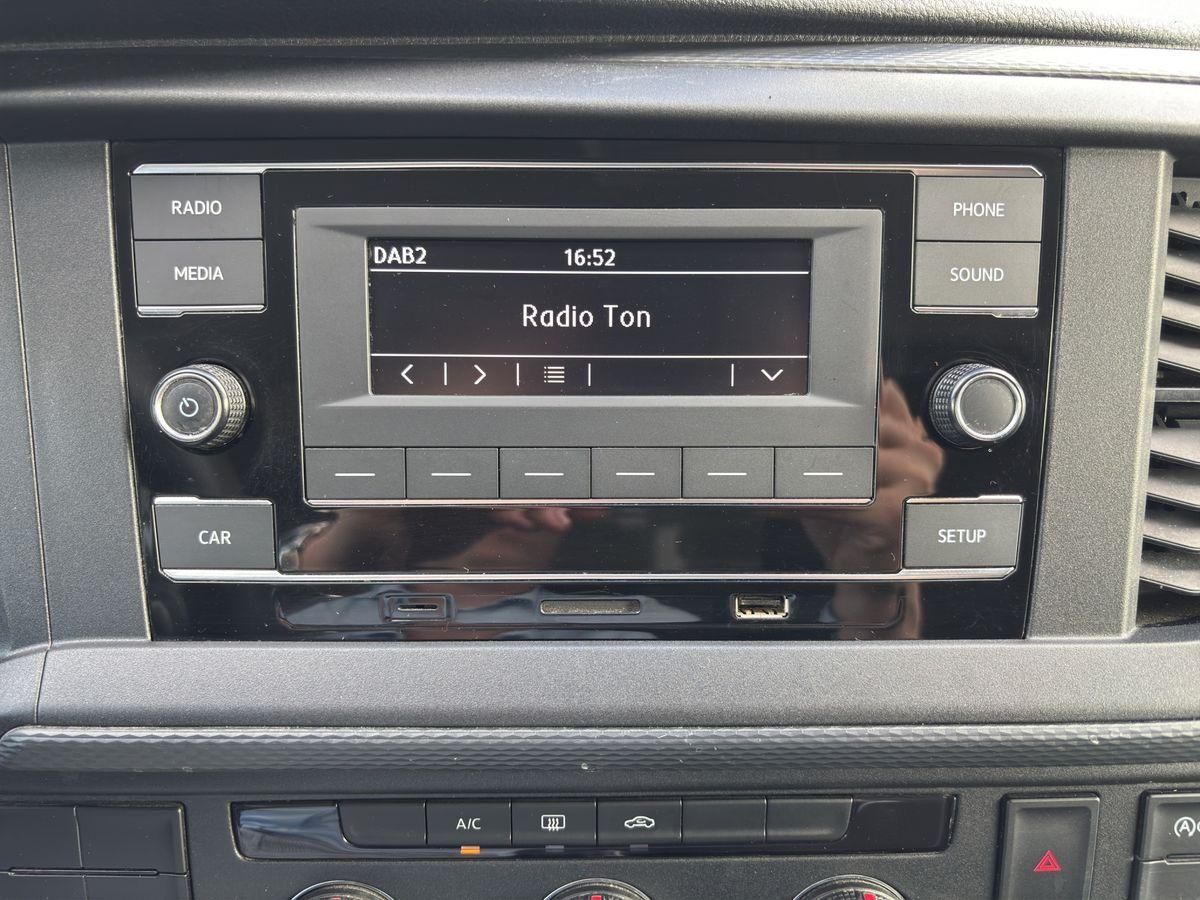 RADIO
PHONE
MEDIA
SOUND
DAB2 16:52
Radio Ton
CAR
SETUP
A/C